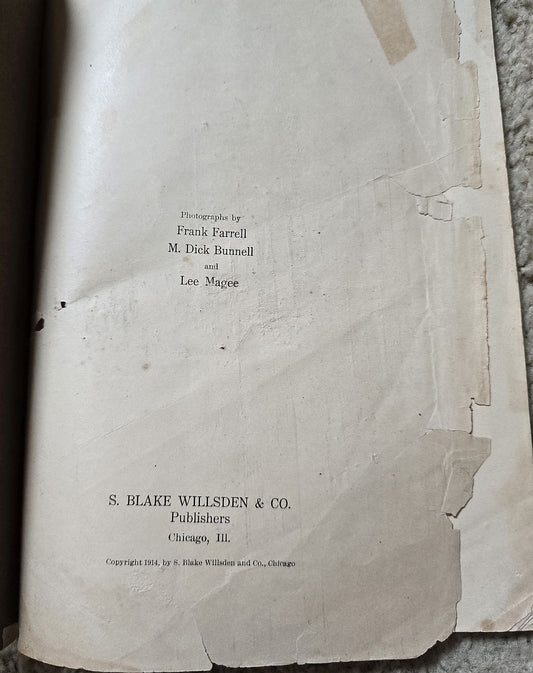 Photographs by
Frank Farrell
M. Dick Bunnell
and
Lee Magee
S. BLAKE WILLSDEN & CO.
Publishers
Chicago, Ill.
Copyright 1914, by S. Blake Willsden and Co., Chicago